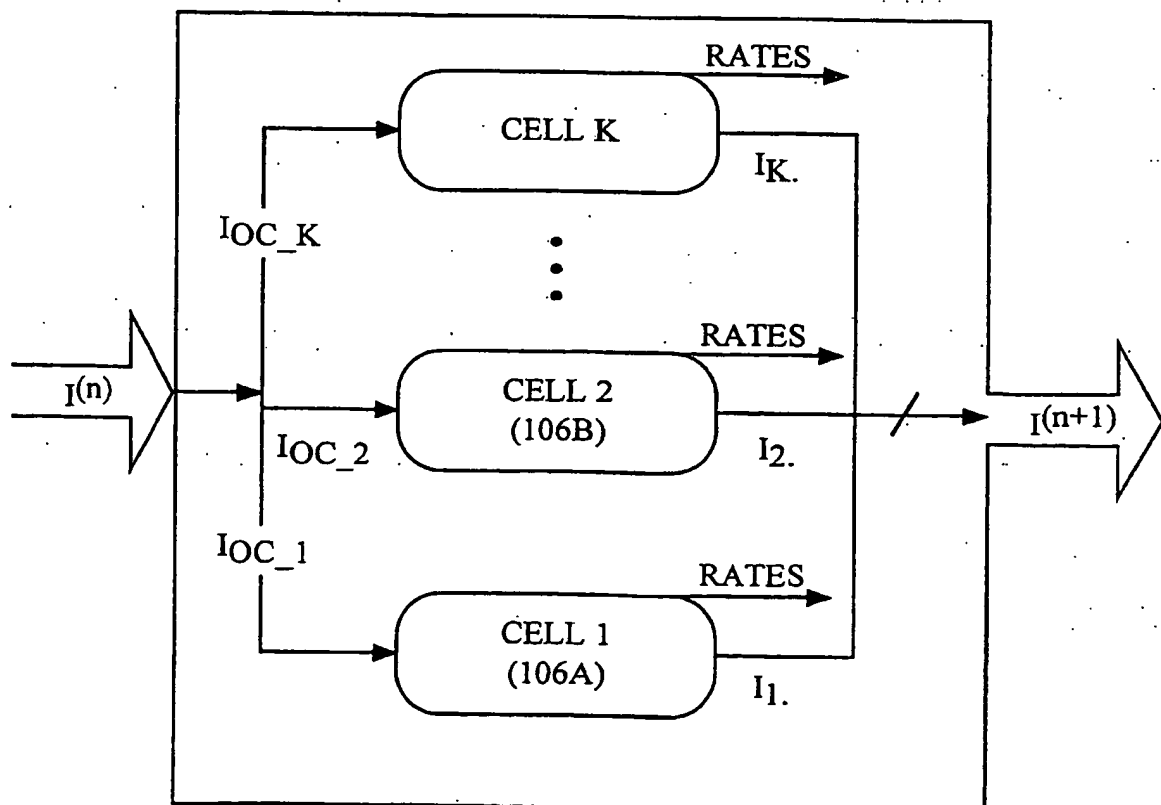 RATES
CELL K
IK.
IOC_K
RATES
I(n)
CELL 2
(106B)
I(n+1)
IOC_2
I2.
IOC_1
RATES
CELL 1
(106A)
I1.